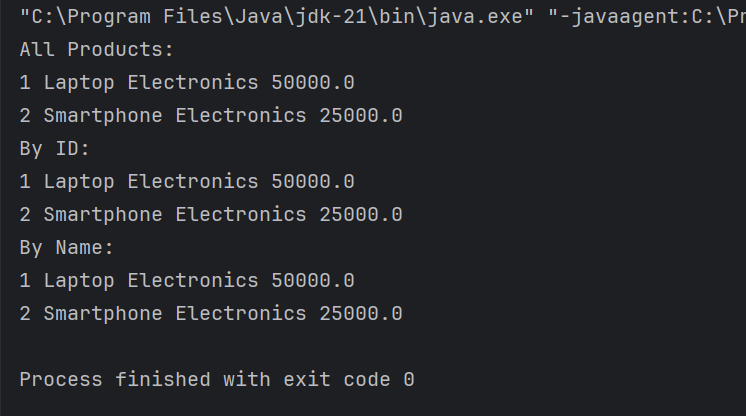 "C:\Program Files\Java\jdk-21\bin\java.exe" "-javaagent:C:\Pr
All Products:
1 Laptop Electronics 50000.0
2 Smartphone Electronics 25000.0
By ID:
1 Laptop Electronics 50000.0
2 Smartphone Electronics 25000.0
By Name:
1 Laptop Electronics 50000.0
2 Smartphone Electronics 25000.0
Process finished with exit code 0